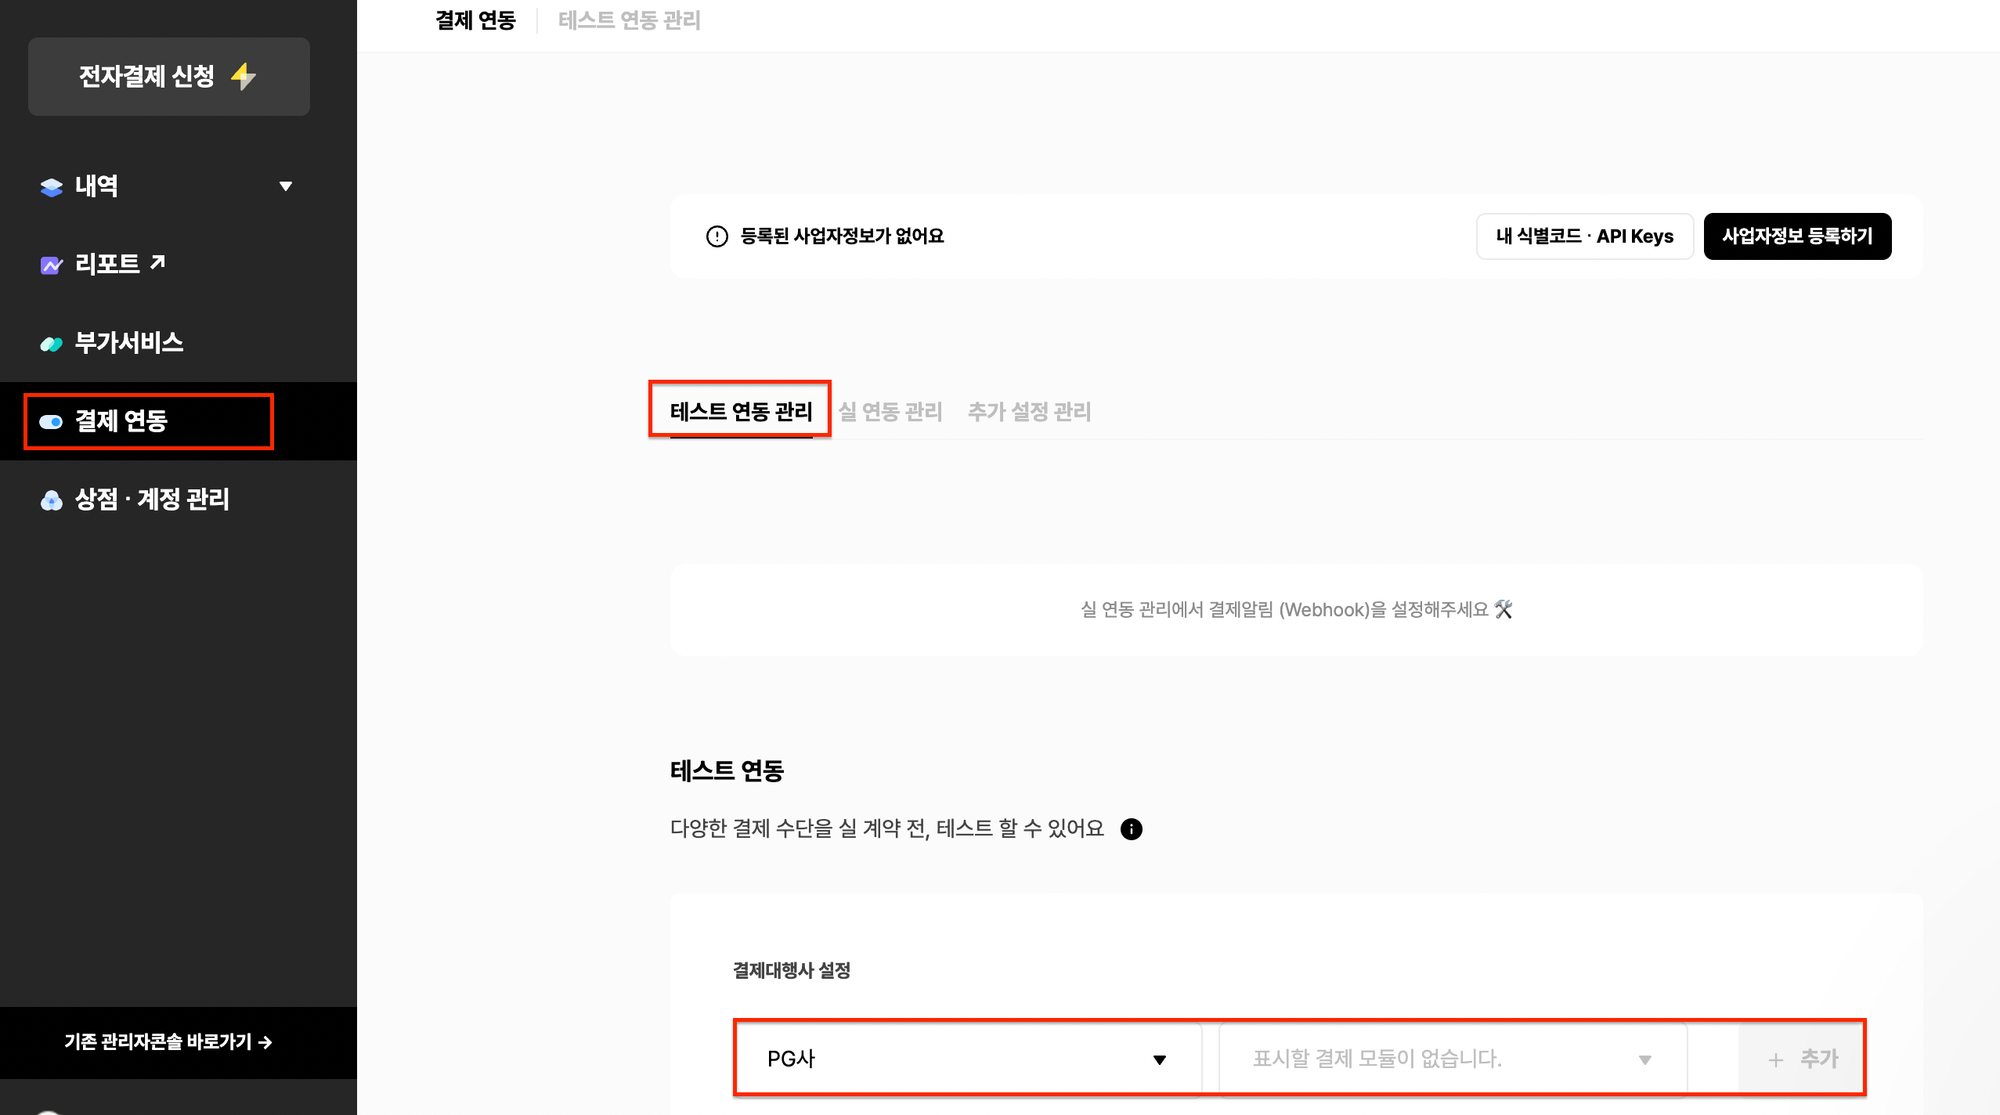 전자결제 신청
내역
리포트
부가서비스
결제 연동
상점 · 계정 관리
기존 관리자콘솔 바로가기 →
결제 연동 테스트 연동 관리
등록된 사업자정보가 없어요
내 식별코드 · API Keys
사업자정보 등록하기
테스트 연동 관리 실 연동 관리 추가 설정 관리
실 연동 관리에서 결제알림 (Webhook)을 설정해주세요
테스트 연동
다양한 결제 수단을 실 계약 전, 테스트 할 수 있어요
결제대행사 설정
PG사
표시할 결제 모듈이 없습니다.
+ 추가